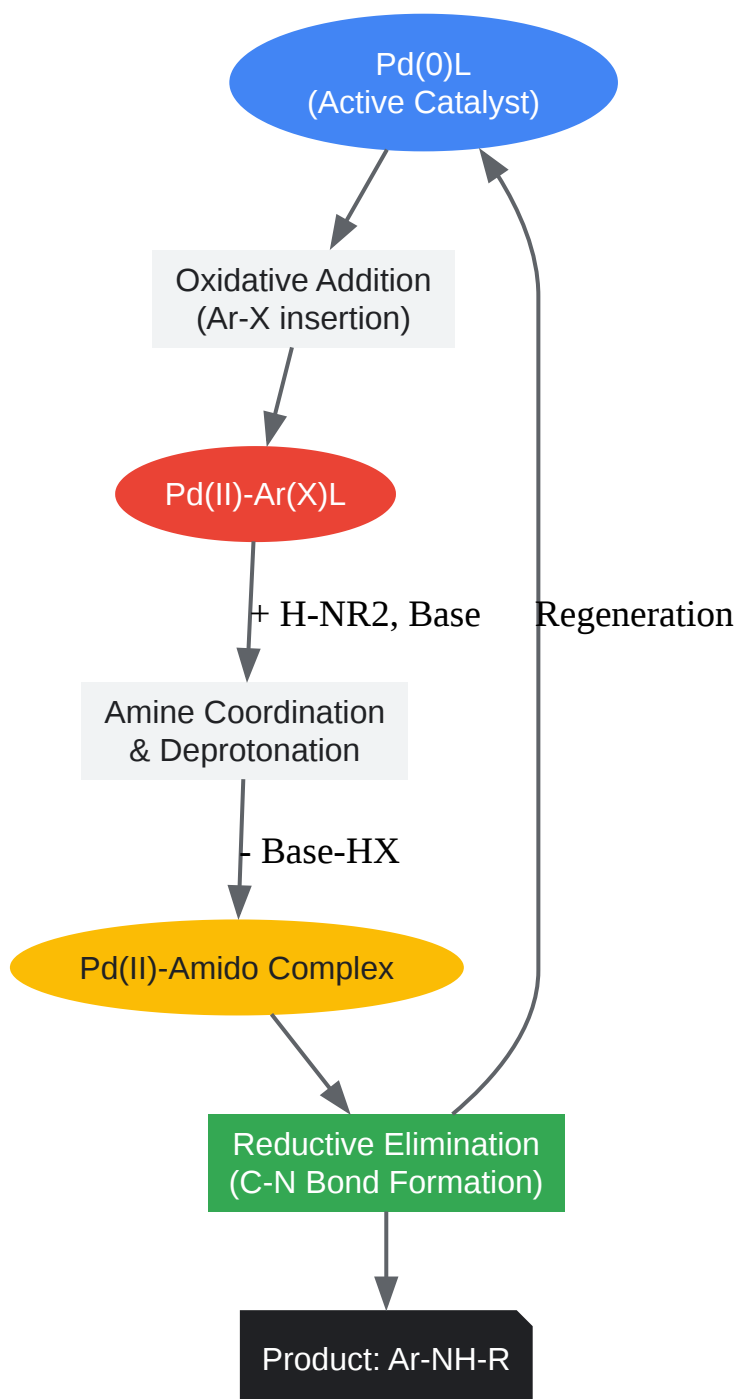 Pd(0)L
(Active Catalyst)
Oxidative Addition
(Ar-X insertion)
Pd(II)-Ar(X)L
+ H-NR2, Base
Regeneration
Amine Coordination
& Deprotonation
- Base-HX
Pd(II)-Amido Complex
Reductive Elimination
(C-N Bond Formation)
Product: Ar-NH-R